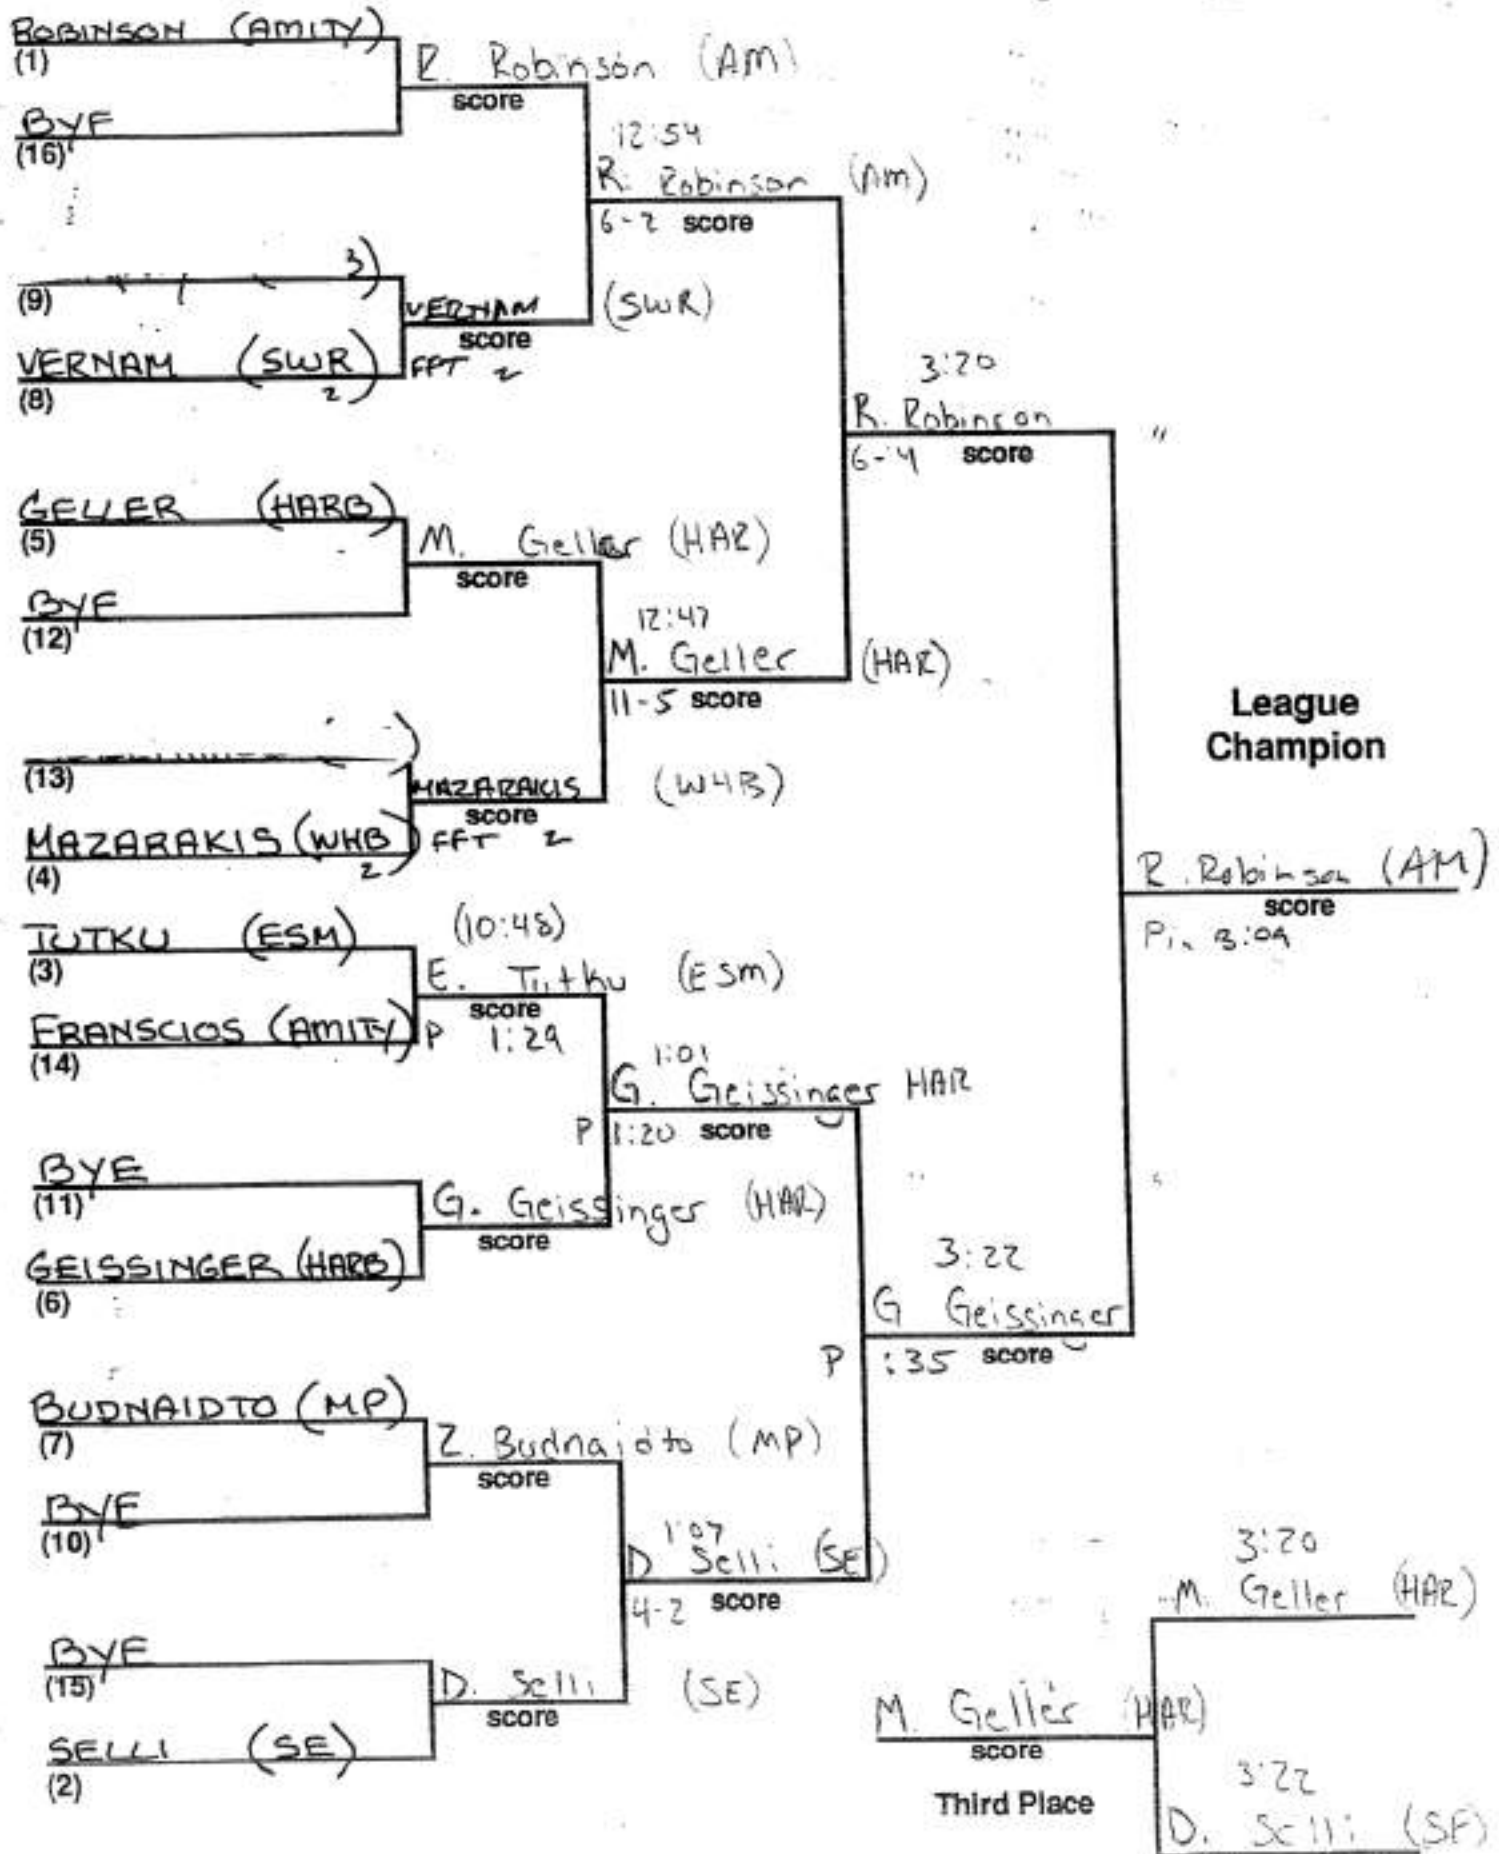 ROBINSON (AMITY)
(1)
R. Robinson (AM)
score
BYE
(16)
12:54
R. Robinson (AM)
6-2 score
3)
(9)
VERNAM (SWR)
score
VERNAM (SWR) FFT 2
2)
(8)
3:20
R. Robinson "
6-4 score
GELLER (HARB)
(5)
M. Geller (HAR)
score
BYE
(12)
12:47
M. Geller (HAR)
11-5 score
League
Champion
(13)
MAZARAKIS (WHB)
score
MAZARAKIS (WHB) FFT 2
2)
(4)
R. Robinson (AM)
score
Pin 3:09
TUTKU (ESM) (10:48)
(3)
E. Tutku (ESM)
score
FRANSCIOS (AMITY) P 1:29
(14)
1:01
G. Geissinger HAR
P 1:20 score
BYE
(11)
G. Geissinger (HAR)
score
GEISSINGER (HARB)
(6)
3:22
G Geissinger
P :35 score
BUDNAIDTO (MP)
(7)
Z. Budnaidto (MP)
score
BYE
(10)
1:07
D Selli (SE)
4-2 score
BYE
(15)
D. Selli (SE)
score
SELLI (SE)
(2)
3:20
M. Geller (HAR)
M. Geller (HAR)
score
Third Place
3:22
D. Selli (SE)